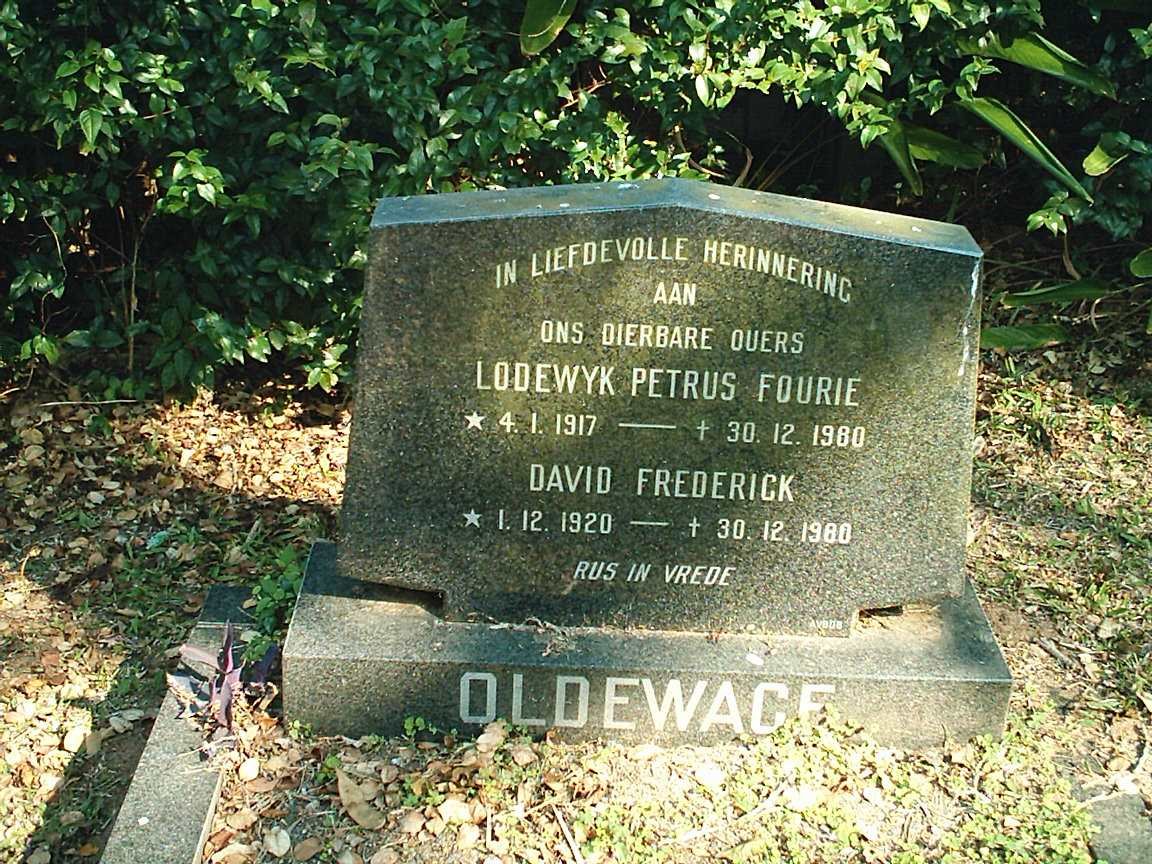 IN LIEFDEVOLLE HERINNERING
AAN
ONS DIERBARE OUERS
LODEWYK PETRUS FOURIE
★ 4. 1. 1917 — † 30. 12. 1980
DAVID FREDERICK
★ 1. 12. 1920 — † 30. 12. 1980
RUS IN VREDE
AVBOB
OLDEWAGE